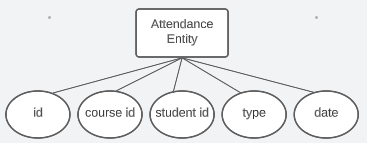 Attendance
Entity
id
course id
student id
type
date